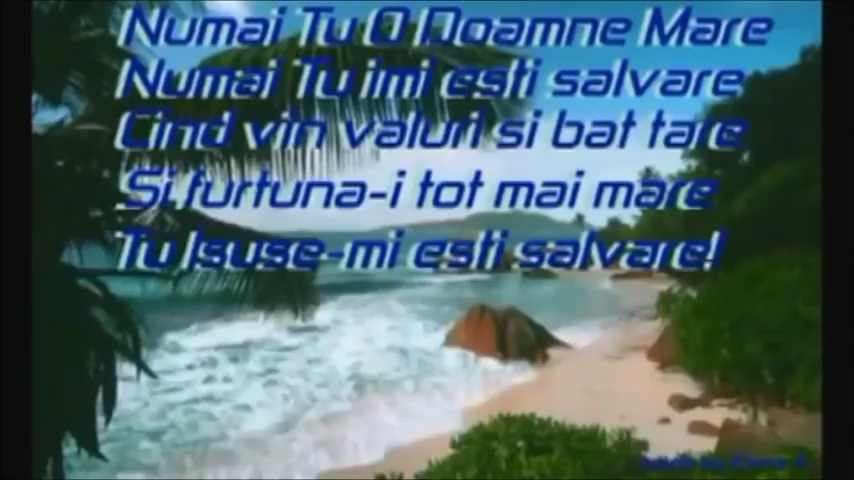 Numai Tu O Doamne Mare
Numai Tu imi esti salvare
Cind vin valuri si bat tare
Si furtuna-i tot mai mare
Tu Isuse-mi esti salvare!